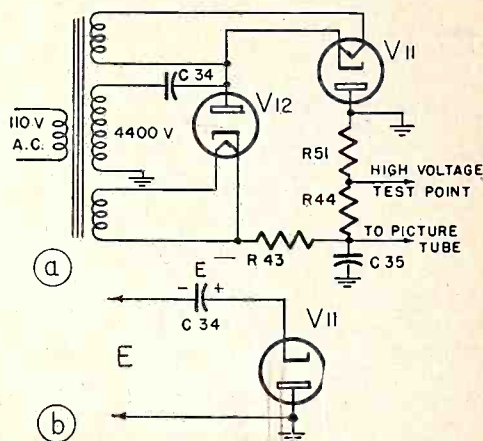 C 34
V11
V12
110 V
A.C.
4400 V
R51
HIGH VOLTAGE
TEST POINT
R44
TO PICTURE
TUBE
R 43
C 35
a
E
- +
C 34
V11
E
b